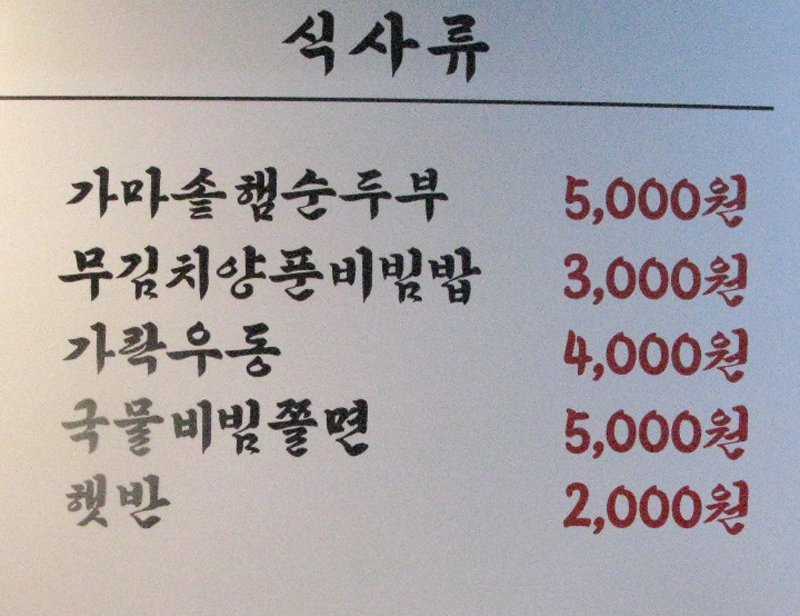 식사류
가마솥햄순두부 5,000원
무김치양푼비빔밥 3,000원
가락우동 4,000원
국물비빔쫄면 5,000원
햇반 2,000원